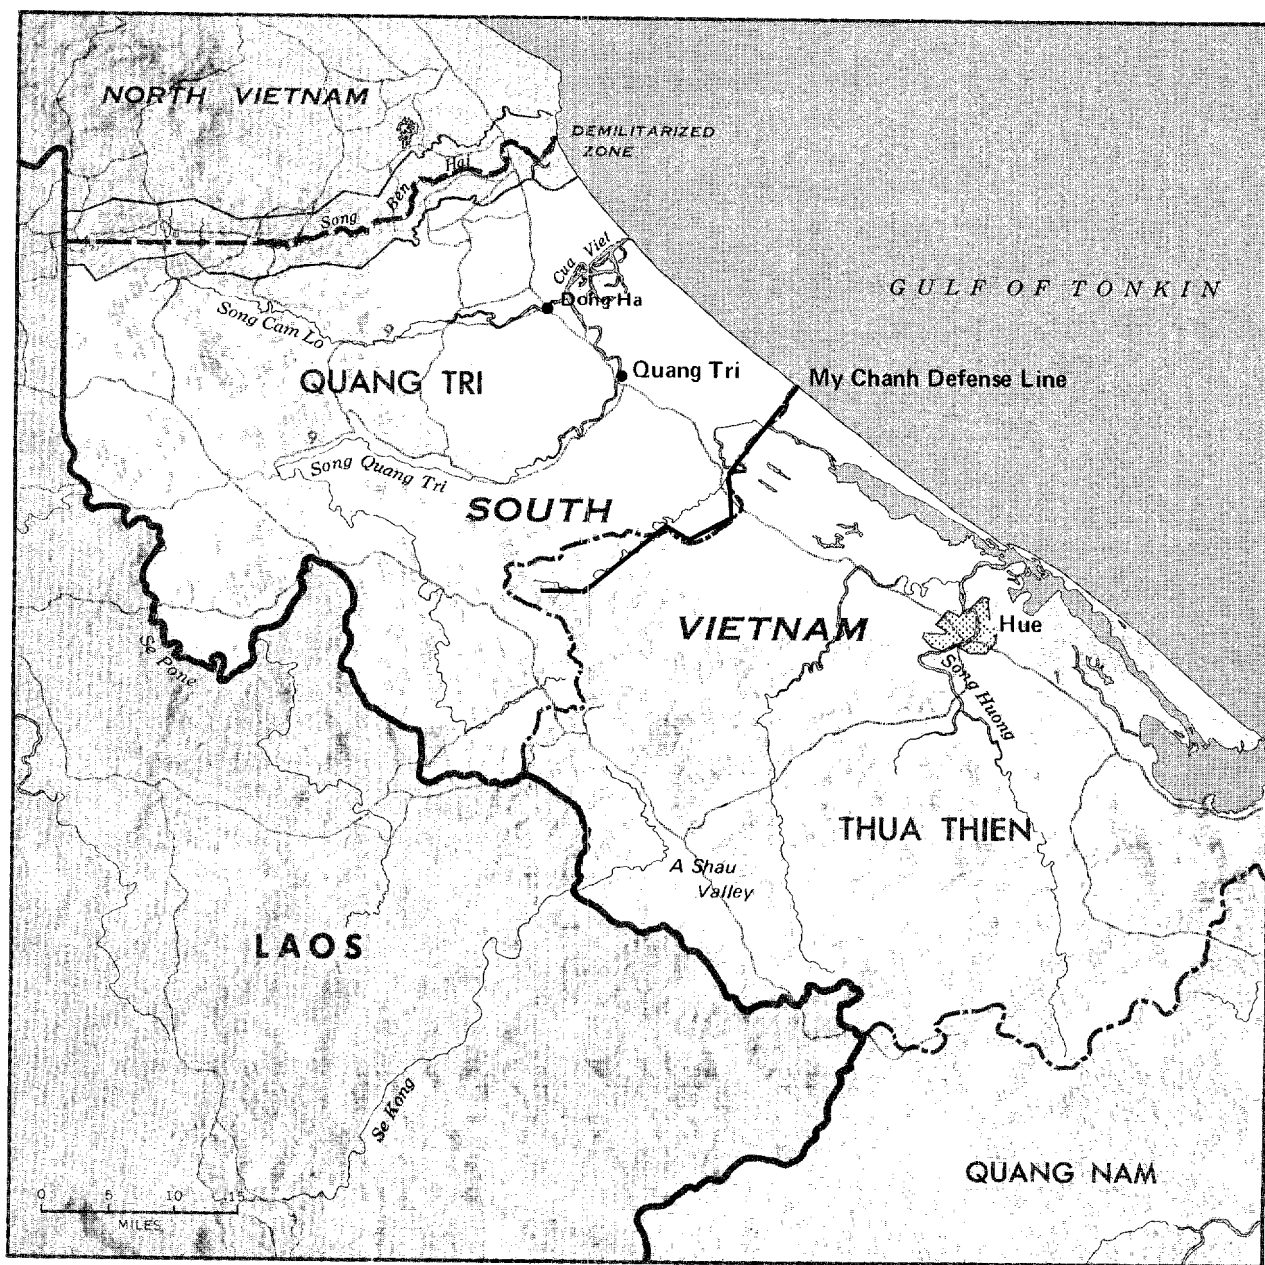 NORTH VIETNAM
DEMILITARIZED
ZONE
Song Ben Hai
Cua Viet
GULF OF TONKIN
Dong Ha
Song Cam Lo
9
QUANG TRI
Quang Tri
My Chanh Defense Line
9
Song Quang Tri
SOUTH
VIETNAM
Hue
Se Pone
Song Huong
THUA THIEN
A Shau
Valley
LAOS
Se Kong
QUANG NAM
0 5 10 15
MILES